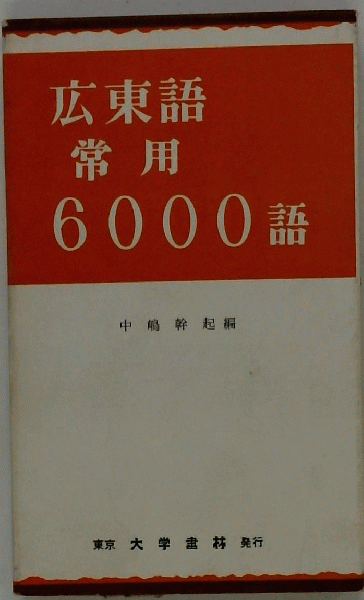 広東語
常用
6000語
中嶋幹起編
東京 大学書林 発行